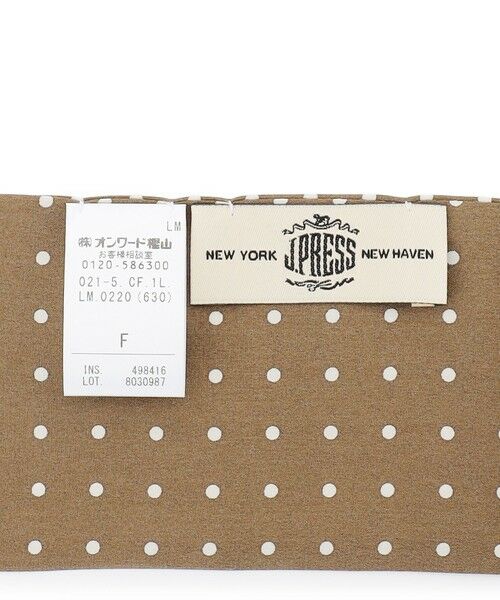 LM
㈱オンワード樫山
お客様相談室
0120-586300
021-5. CF. 1L.
LM. 0220 (630)
F
INS. 498416
LOT. 8030987
NEW YORK J.PRESS NEW HAVEN